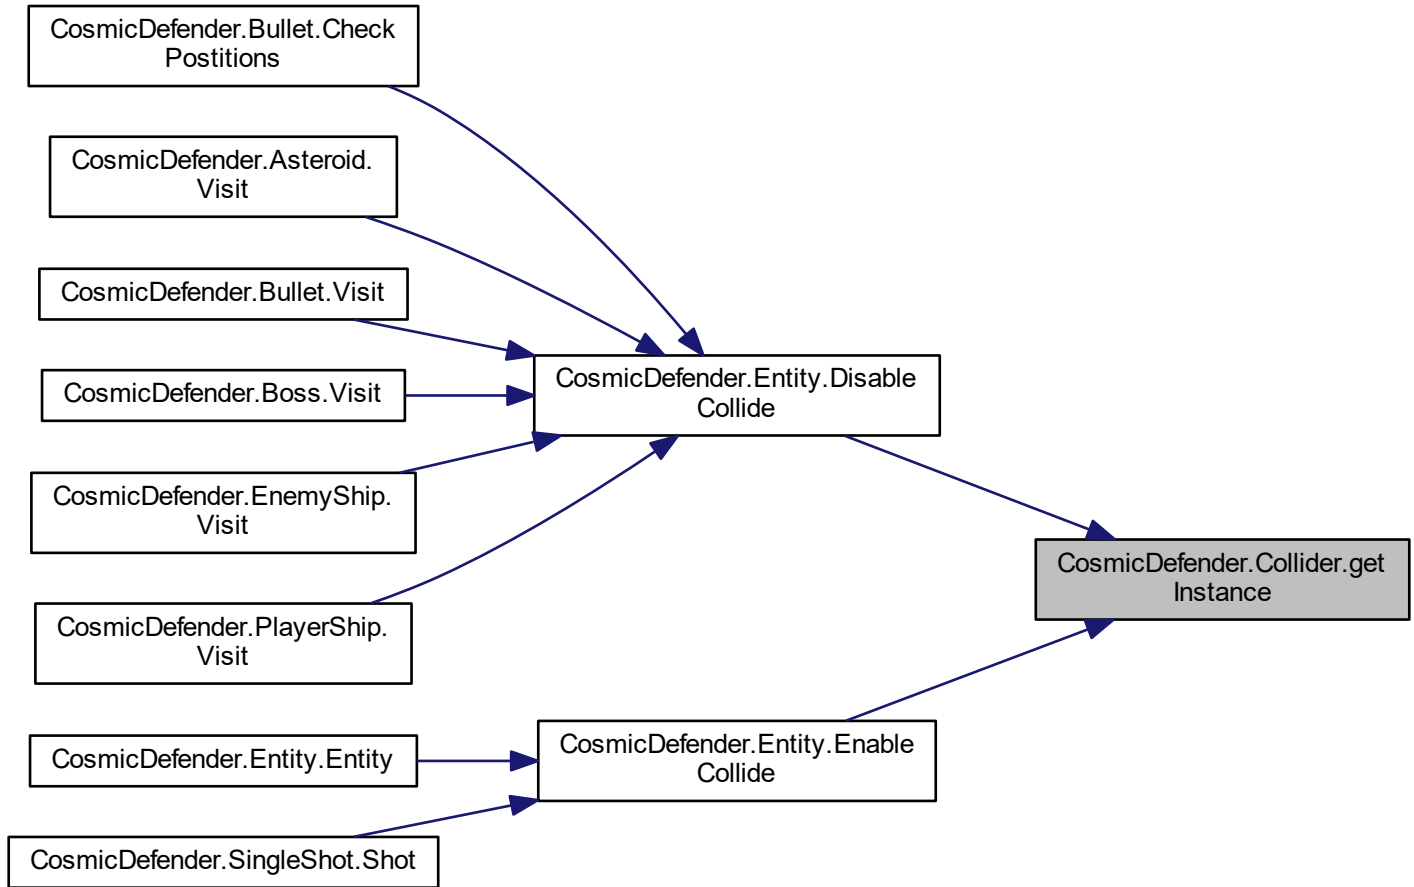 CosmicDefender.Bullet.Check
Postitions
CosmicDefender.Asteroid.
Visit
CosmicDefender.Bullet.Visit
CosmicDefender.Boss.Visit
CosmicDefender.EnemyShip.
Visit
CosmicDefender.PlayerShip.
Visit
CosmicDefender.Entity.Entity
CosmicDefender.SingleShot.Shot
CosmicDefender.Entity.Disable
Collide
CosmicDefender.Entity.Enable
Collide
CosmicDefender.Collider.get
Instance